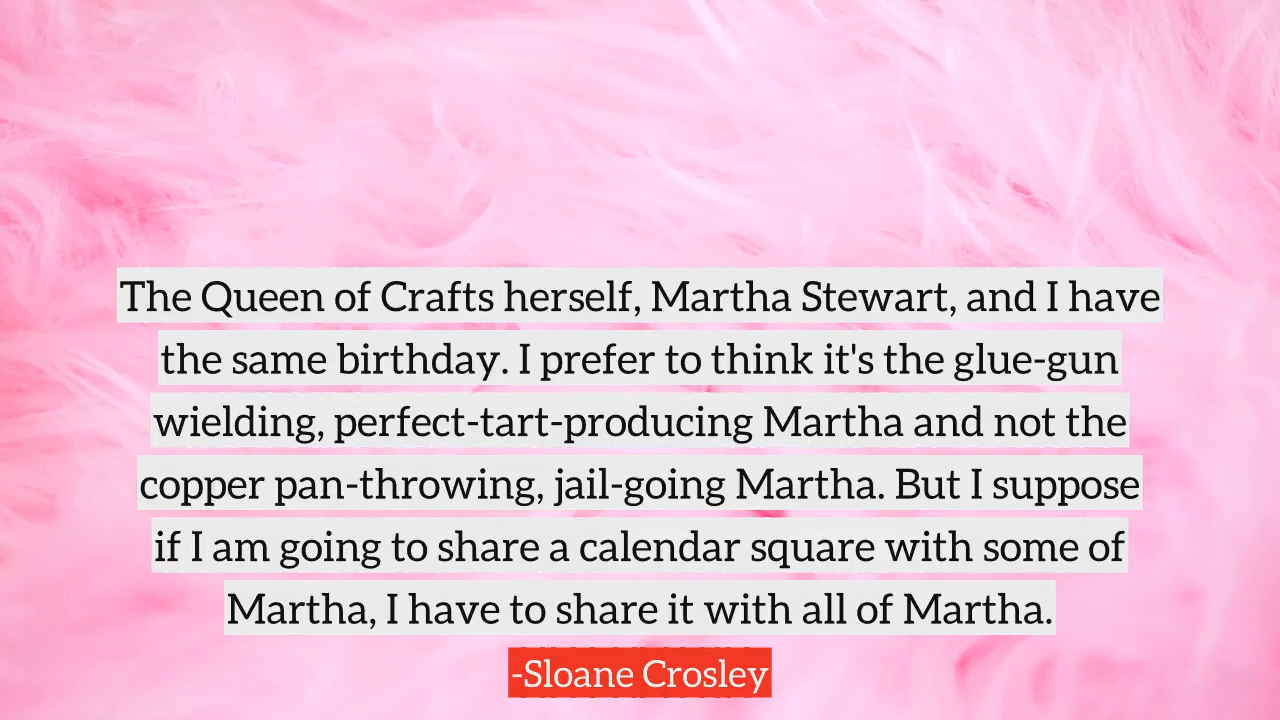 The Queen of Crafts herself, Martha Stewart, and I have
the same birthday. I prefer to think it's the glue-gun
wielding, perfect-tart-producing Martha and not the
copper pan-throwing, jail-going Martha. But I suppose
if I am going to share a calendar square with some of
Martha, I have to share it with all of Martha.
-Sloane Crosley